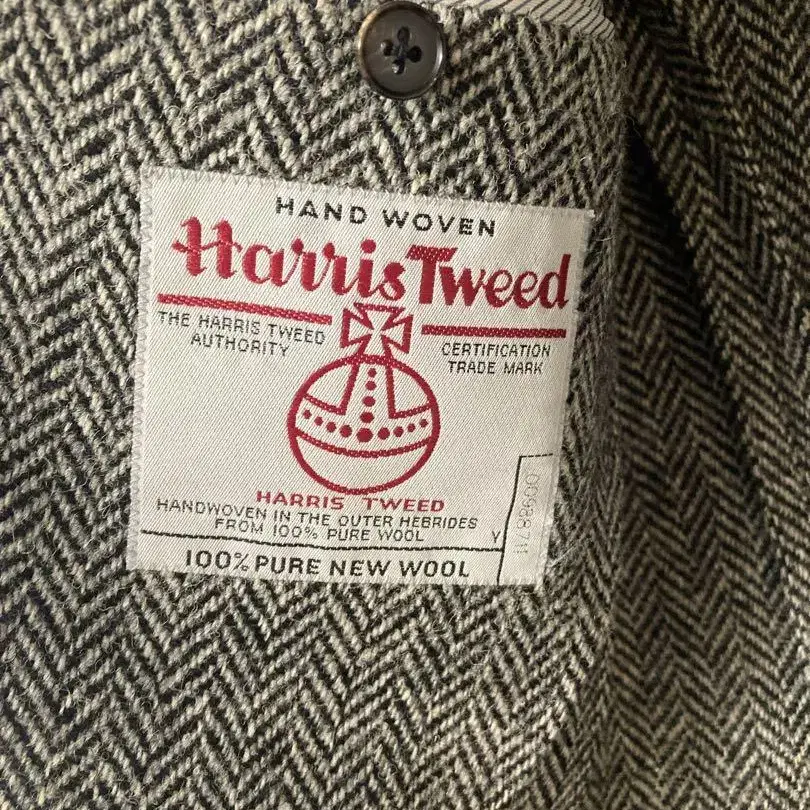 HAND WOVEN
Harris Tweed
THE HARRIS TWEED
AUTHORITY
CERTIFICATION
TRADE MARK
HARRIS TWEED
HANDWOVEN IN THE OUTER HEBRIDES
FROM 100% PURE WOOL
Y
100% PURE NEW WOOL